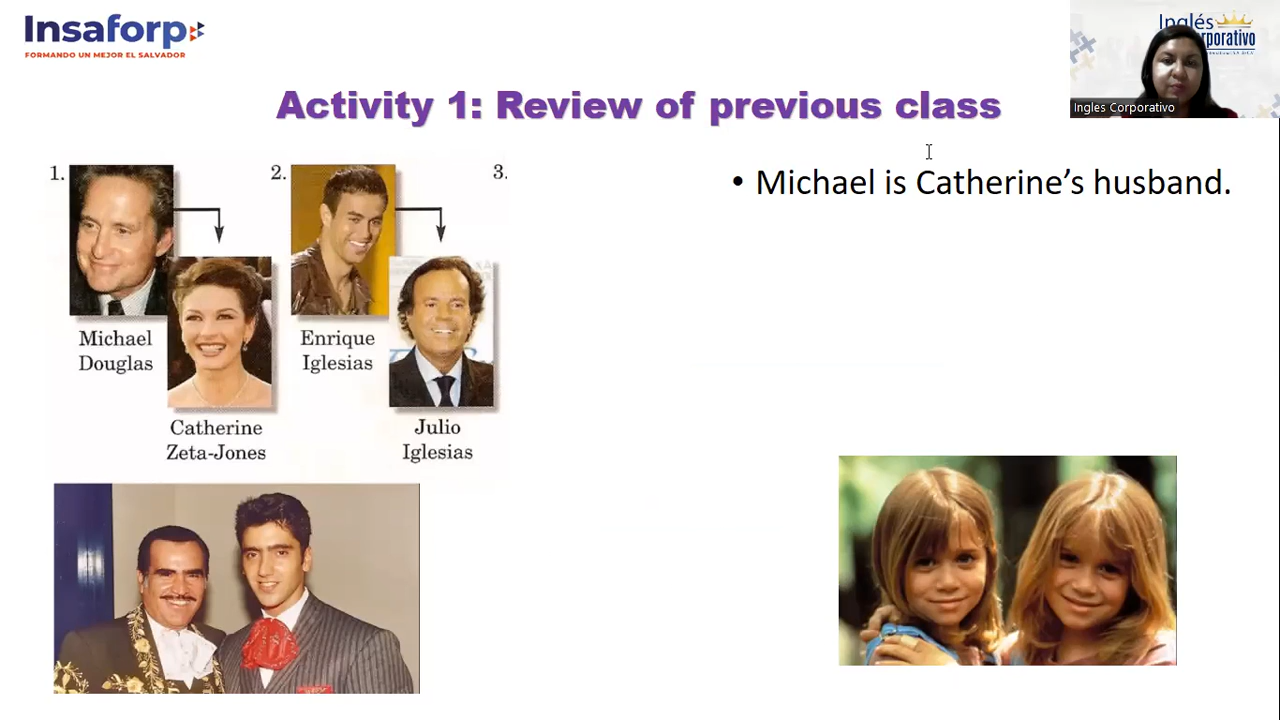 Insaforp
FORMANDO UN MEJOR EL SALVADOR
Inglés
rporativo
Ingles Corporativo
Activity 1: Review of previous class
1.
2.
3.
• Michael is Catherine's husband.
Michael
Douglas
Catherine
Zeta-Jones
Enrique
Iglesias
Julio
Iglesias